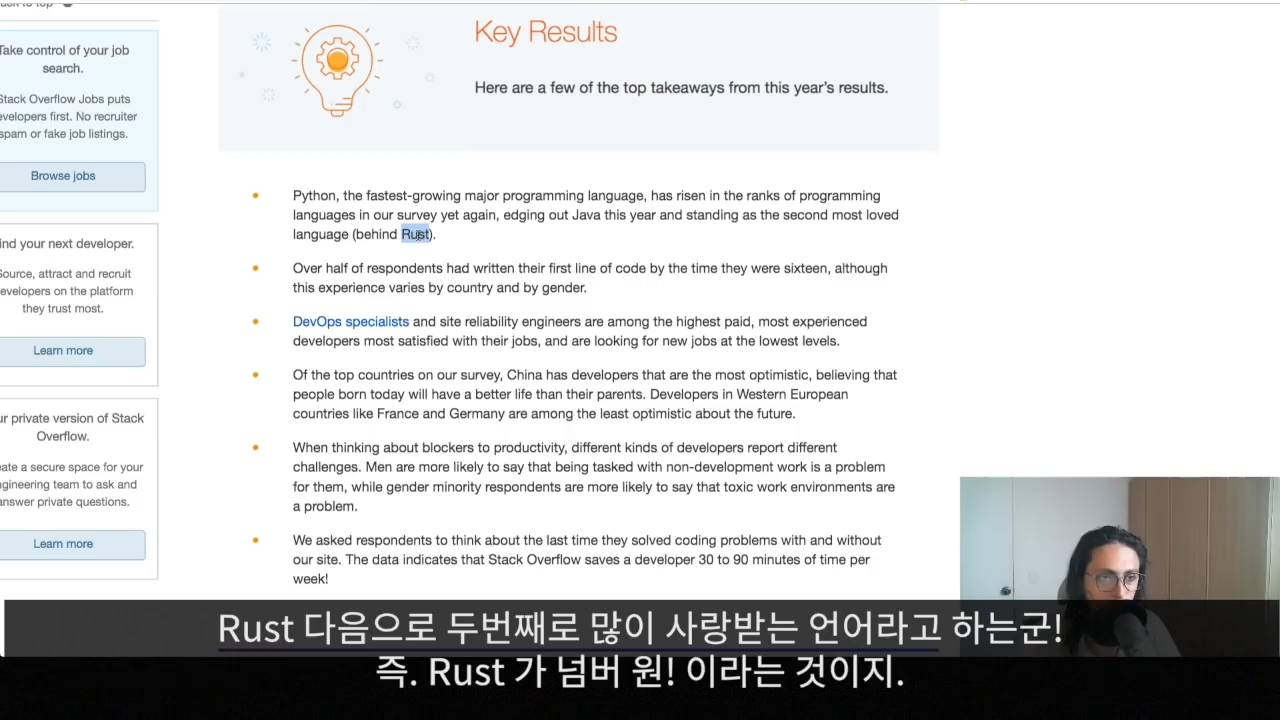 Take control of your job
search.
Stack Overflow Jobs puts
developers first. No recruiter
spam or fake job listings.
Browse jobs
Find your next developer.
Source, attract and recruit
developers on the platform
they trust most.
Learn more
private version of Stack
Overflow.
a secure space for your
engineering team to ask and
answer private questions.
Learn more
Key Results
Here are a few of the top takeaways from this year's results.
Python, the fastest-growing major programming language, has risen in the ranks of programming
languages in our survey yet again, edging out Java this year and standing as the second most loved
language (behind Rust).
Over half of respondents had written their first line of code by the time they were sixteen, although
this experience varies by country and by gender.
DevOps specialists and site reliability engineers are among the highest paid, most experienced
developers most satisfied with their jobs, and are looking for new jobs at the lowest levels.
Of the top countries on our survey, China has developers that are the most optimistic, believing that
people born today will have a better life than their parents. Developers in Western European
countries like France and Germany are among the least optimistic about the future.
When thinking about blockers to productivity, different kinds of developers report different
challenges. Men are more likely to say that being tasked with non-development work is a problem
for them, while gender minority respondents are more likely to say that toxic work environments are
a problem.
We asked respondents to think about the last time they solved coding problems with and without
our site. The data indicates that Stack Overflow saves a developer 30 to 90 minutes of time per
week!
Rust 다음으로 두번째로 많이 사랑받는 언어라고 하는군!
즉. Rust 가 넘버 원! 이라는 것이지.